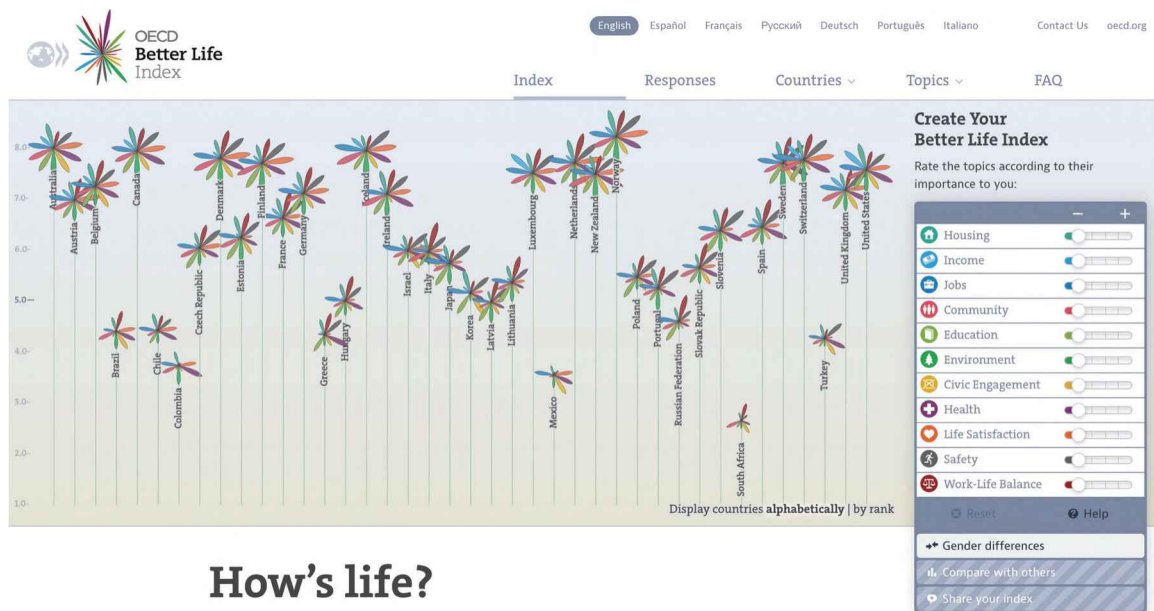 OECD
Better Life
Index
English Español Français Русский Deutsch Português Italiano Contact Us oecd.org
Index Responses Countries Topics FAQ
8.0-
7.0-
6.0-
5.0—
4.0-
3.0-
2.0-
1.0-
Australia
Austria
Belgium
Brazil
Canada
Chile
Colombia
Czech Republic
Denmark
Estonia
Finland
France
Germany
Greece
Hungary
Iceland
Ireland
Israel
Italy
Japan
Korea
Latvia
Lithuania
Luxembourg
Mexico
Netherlands
New Zealand
Norway
Poland
Portugal
Russian Federation
Slovak Republic
Slovenia
South Africa
Spain
Sweden
Switzerland
Turkey
United Kingdom
United States
Display countries alphabetically | by rank
Create Your
Better Life Index
Rate the topics according to their
importance to you:
− +
Housing
Income
Jobs
Community
Education
Environment
Civic Engagement
Health
Life Satisfaction
Safety
Work-Life Balance
Reset Help
Gender differences
Compare with others
Share your index
How's life?